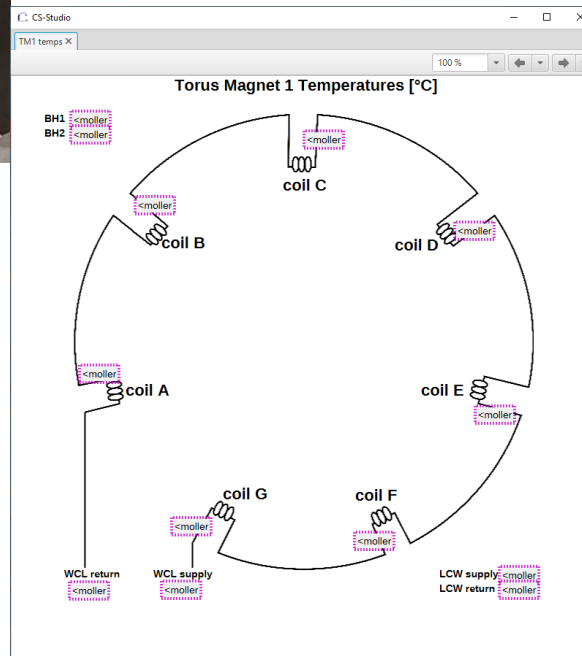 CS-Studio
TM1 temps
100 %
Torus Magnet 1 Temperatures [°C]
BH1 <moller
BH2 <moller
<moller
coil C
<moller
coil B
<moller
coil D
<moller
coil A
coil E
<moller
coil G
coil F
<moller
<moller
WCL return
<moller
WCL supply
<moller
LCW supply <moller
LCW return <moller